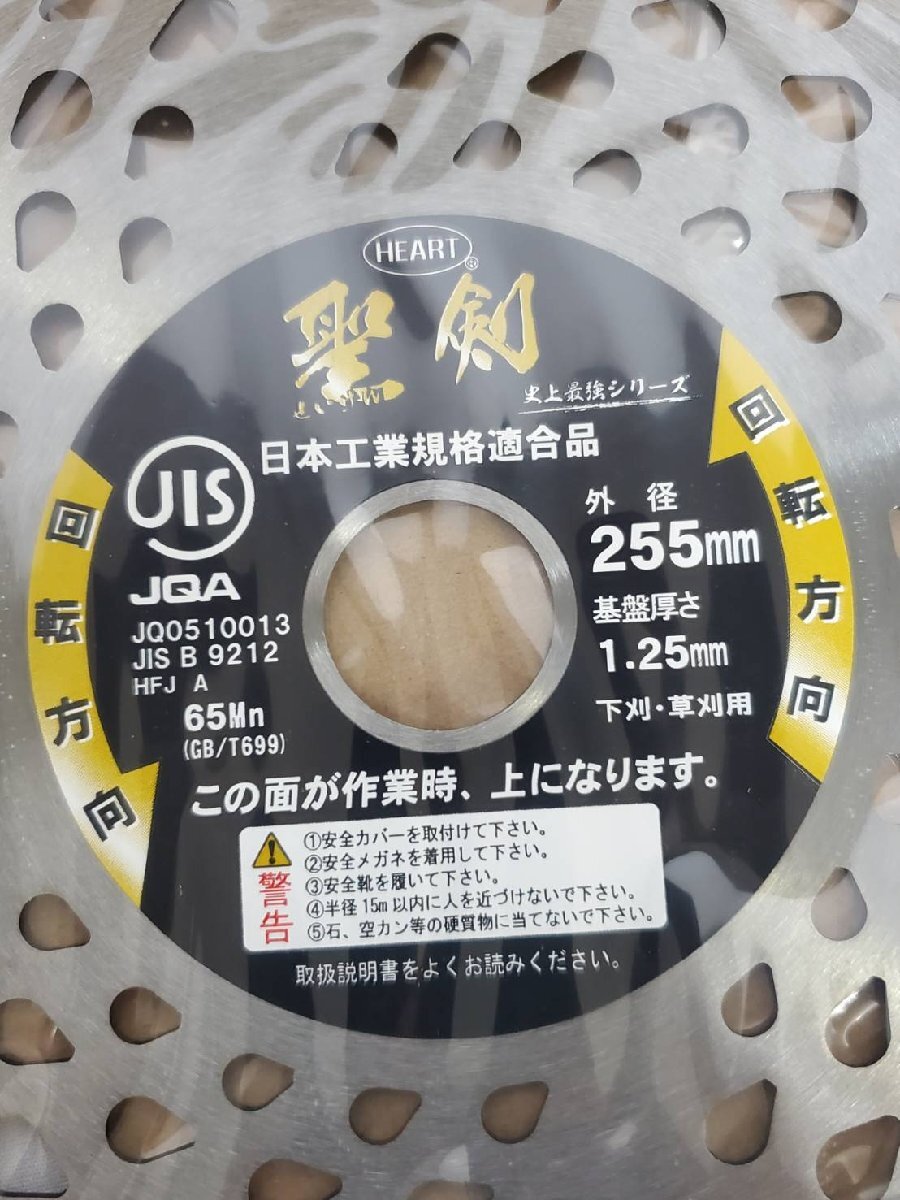 HEART®
聖剣
史上最強シリーズ
日本工業規格適合品
JIS
JQA
JQ0510013
JIS B 9212
HFJ A
65Mn
(GB/T699)
外径
255mm
基盤厚さ
1.25mm
下刈・草刈用
回転方向
回転方向
この面が作業時、上になります。
警告
①安全カバーを取付けて下さい。
②安全メガネを着用して下さい。
③安全靴を履いて下さい。
④半径15m以内に人を近づけないで下さい。
⑤石、空カン等の硬質物に当てないで下さい。
取扱説明書をよくお読みください。